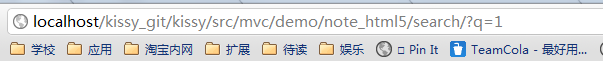 localhost/kissy_git/kissy/src/mvc/demo/note_html5/search/?q=1
学校 应用 淘宝内网 扩展 待读 娱乐 Pin It TeamCola - 最好用...